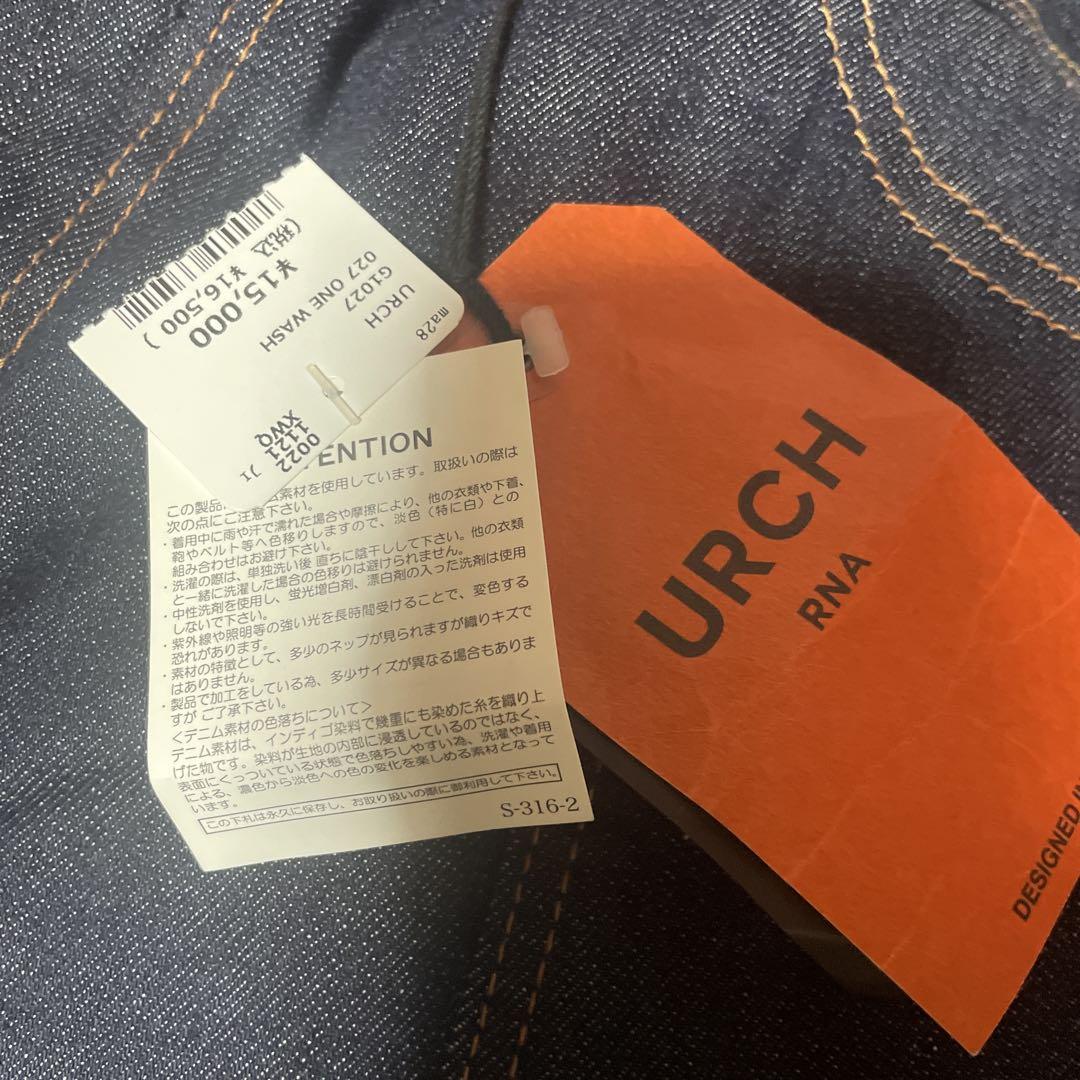 ma28
URCH
G1027
027 ONE WASH
¥15,000
(税込 ¥16,500 )
0022
1121
XWQ
ENTION
この製品 ム素材を使用しています。取扱いの際は
次の点にご注意下さい。
・着用中に雨や汗で濡れた場合や摩擦により、他の衣類や下着、
鞄やベルト等へ色移りしますので、淡色（特に白）との
組み合わせはお避け下さい。
・洗濯の際は、単独洗い後 直ちに陰干しして下さい。他の衣類
と一緒に洗濯した場合の色移りは避けられません。
・中性洗剤を使用し、蛍光増白剤、漂白剤の入った洗剤は使用
しないで下さい。
・紫外線や照明等の強い光を長時間受けることで、変色する
恐れがあります。
・素材の特徴として、多少のネップが見られますが織りキズで
はありません。
・製品で加工をしている為、多少サイズが異なる場合もありま
すが ご了承下さい。
＜デニム素材の色落ちについて＞
デニム素材は、インディゴ染料で幾重にも染めた糸を織り上
げた物です。染料が生地の内部に浸透しているのではなく、
表面にくっついている状態で色落ちしやすい為、洗濯や着用
による、濃色から淡色への色の変化を楽しめる素材となって
います。
この下札は永久に保存し、お取り扱いの際に御利用して下さい。
S-316-2
URCH
RNA
DESIGNED